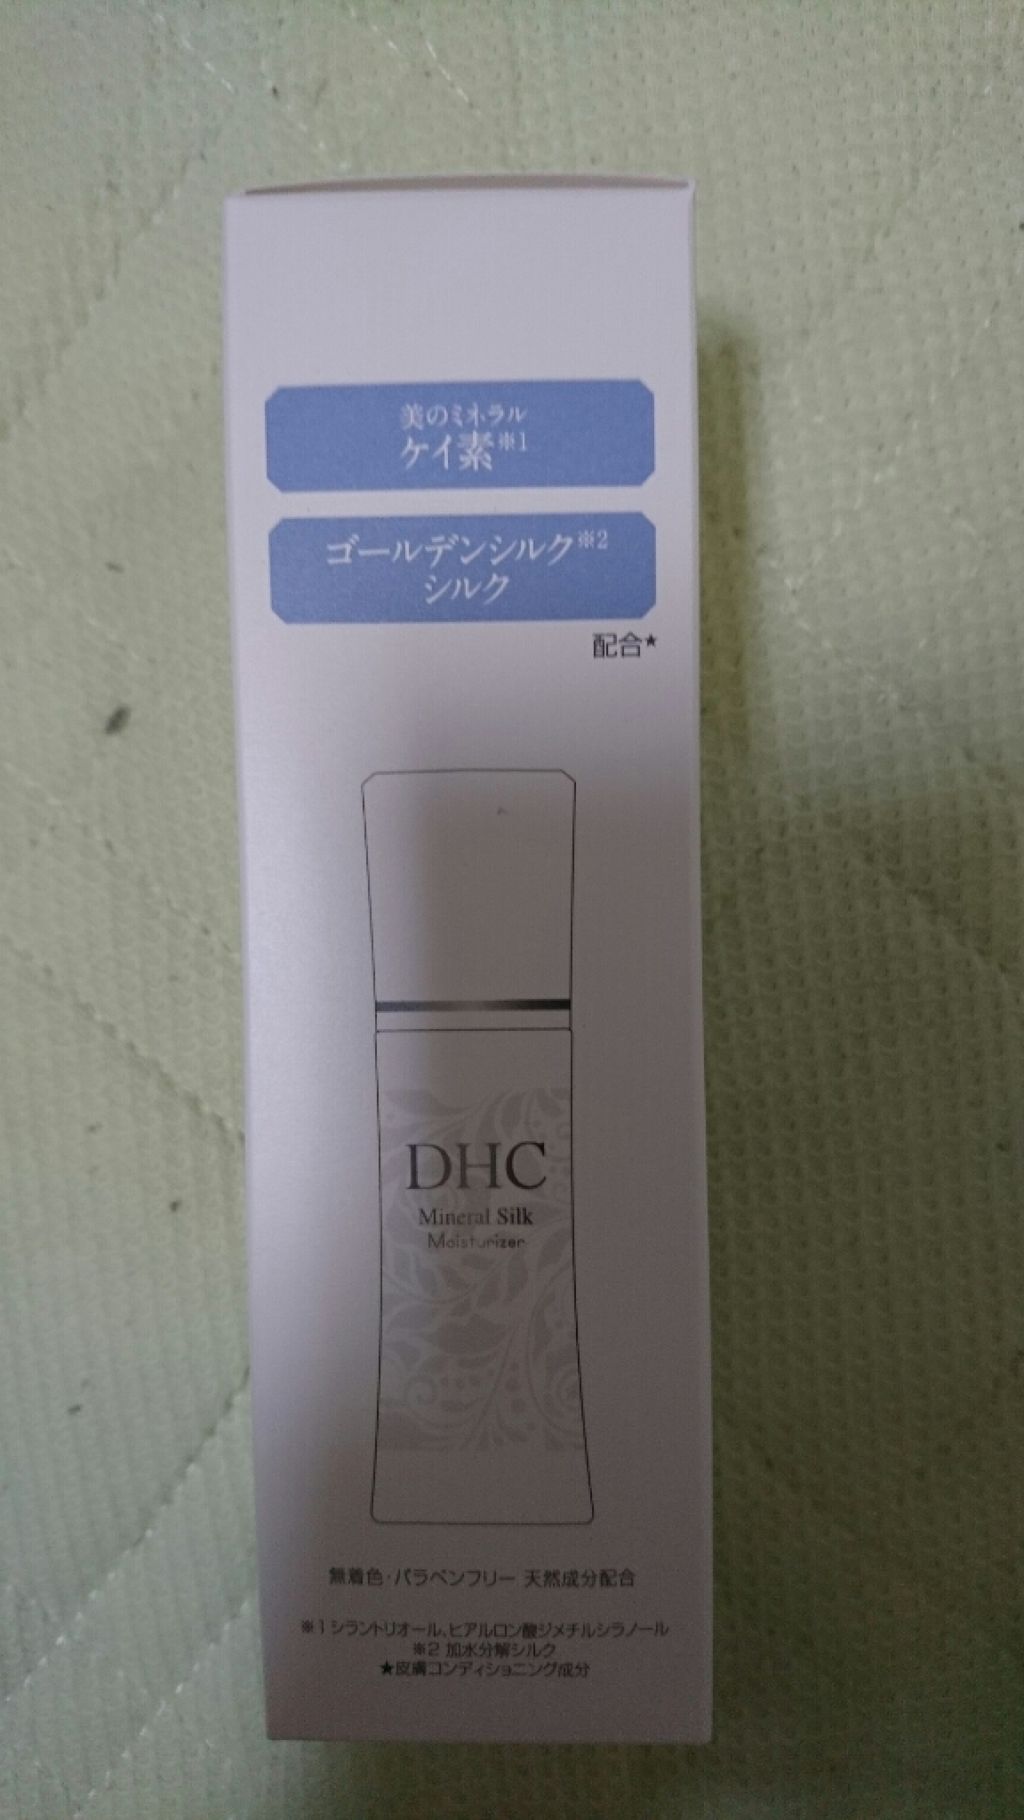 美のミネラル
ケイ素※1
ゴールデンシルク※2
シルク
配合★
DHC
Mineral Silk
Moisturizer
無着色・パラベンフリー 天然成分配合
※1 シラントリオール、ヒアルロン酸ジメチルシラノール
※2 加水分解シルク
★皮膚コンディショニング成分